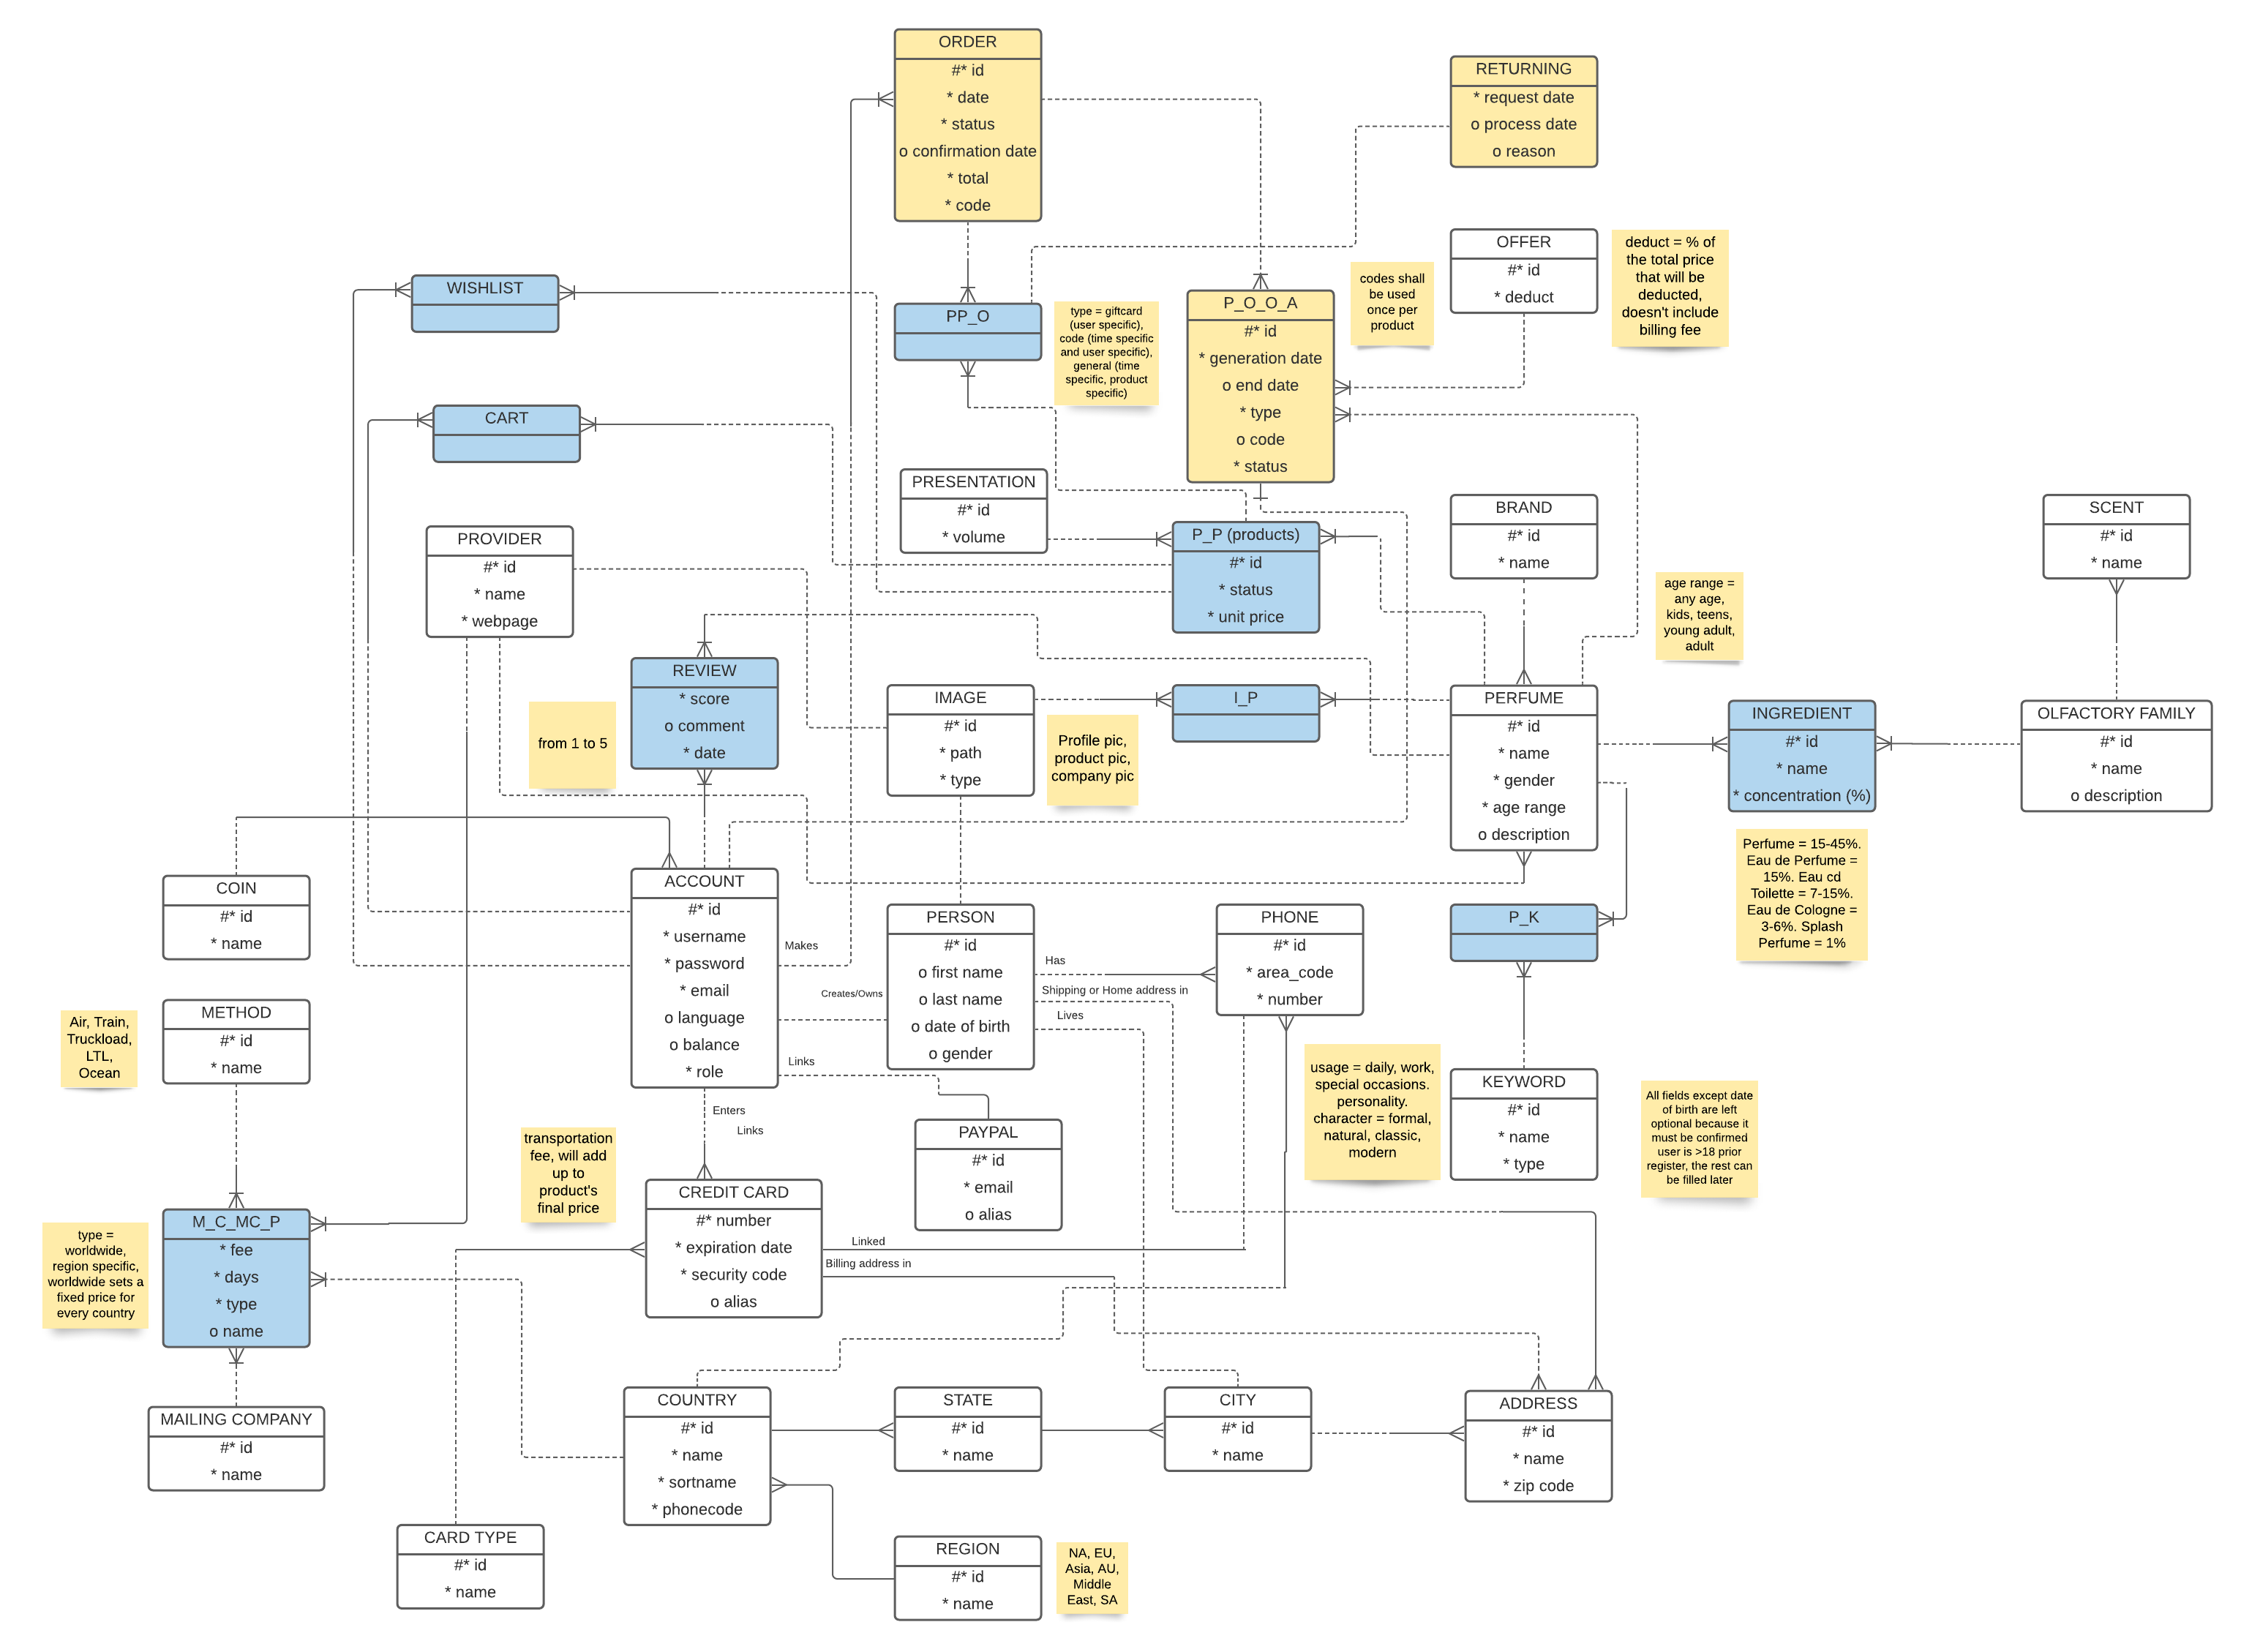 ORDER
#* id
* date
* status
o confirmation date
* total
* code
RETURNING
* request date
o process date
o reason
OFFER
#* id
* deduct
deduct = % of
the total price
that will be
deducted,
doesn't include
billing fee
WISHLIST
PP_O
type = giftcard
(user specific),
code (time specific
and user specific),
general (time
specific, product
specific)
P_O_O_A
#* id
* generation date
o end date
* type
o code
* status
codes shall
be used
once per
product
CART
PRESENTATION
#* id
* volume
P_P (products)
#* id
* status
* unit price
BRAND
#* id
* name
SCENT
#* id
* name
PROVIDER
#* id
* name
* webpage
age range =
any age,
kids, teens,
young adult,
adult
REVIEW
* score
o comment
* date
from 1 to 5
IMAGE
#* id
* path
* type
Profile pic,
product pic,
company pic
I_P
PERFUME
#* id
* name
* gender
* age range
o description
INGREDIENT
#* id
* name
* concentration (%)
OLFACTORY FAMILY
#* id
* name
o description
Perfume = 15-45%.
Eau de Perfume =
15%. Eau cd
Toilette = 7-15%.
Eau de Cologne =
3-6%. Splash
Perfume = 1%
COIN
#* id
* name
ACCOUNT
#* id
* username
* password
* email
o language
o balance
* role
Makes
Creates/Owns
Links
PERSON
#* id
o first name
o last name
o date of birth
o gender
Has
Shipping or Home address in
Lives
PHONE
#* id
* area_code
* number
P_K
METHOD
#* id
* name
Air, Train,
Truckload,
LTL,
Ocean
usage = daily, work,
special occasions.
personality.
character = formal,
natural, classic,
modern
KEYWORD
#* id
* name
* type
All fields except date
of birth are left
optional because it
must be confirmed
user is >18 prior
register, the rest can
be filled later
Enters
Links
PAYPAL
#* id
* email
o alias
transportation
fee, will add
up to
product's
final price
CREDIT CARD
#* number
* expiration date
* security code
o alias
Linked
Billing address in
M_C_MC_P
* fee
* days
* type
o name
type =
worldwide,
region specific,
worldwide sets a
fixed price for
every country
MAILING COMPANY
#* id
* name
COUNTRY
#* id
* name
* sortname
* phonecode
STATE
#* id
* name
CITY
#* id
* name
ADDRESS
#* id
* name
* zip code
CARD TYPE
#* id
* name
REGION
#* id
* name
NA, EU,
Asia, AU,
Middle
East, SA